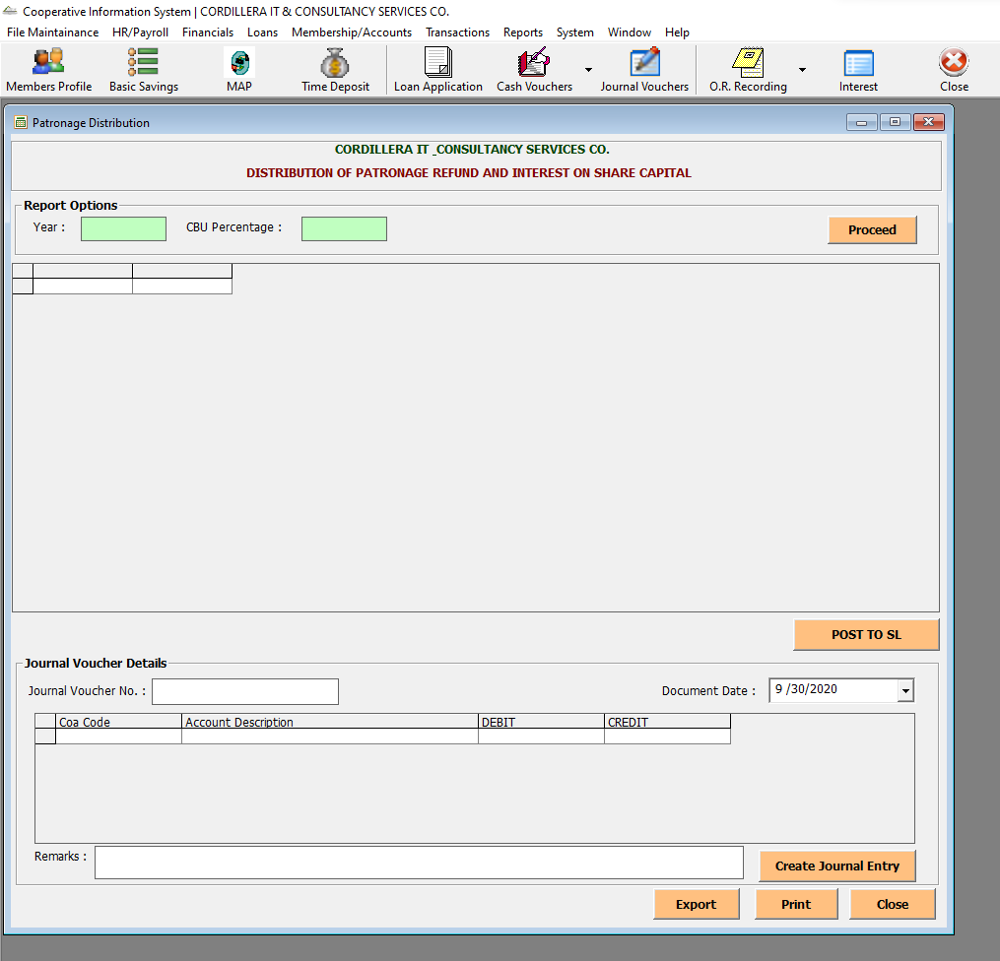 Cooperative Information System | CORDILLERA IT & CONSULTANCY SERVICES CO.
File Maintainance HR/Payroll Financials Loans Membership/Accounts Transactions Reports System Window Help
Members Profile Basic Savings MAP Time Deposit Loan Application Cash Vouchers Journal Vouchers O.R. Recording Interest Close
Patronage Distribution
CORDILLERA IT _CONSULTANCY SERVICES CO.
DISTRIBUTION OF PATRONAGE REFUND AND INTEREST ON SHARE CAPITAL
Report Options
Year : CBU Percentage : Proceed
POST TO SL
Journal Voucher Details
Journal Voucher No. : Document Date : 9 /30/2020
Coa Code Account Description DEBIT CREDIT
Remarks : Create Journal Entry
Export Print Close